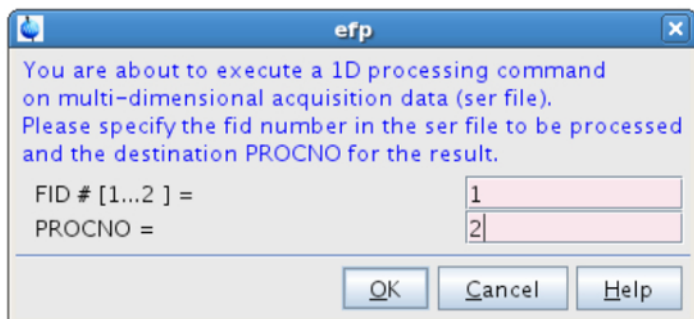 efp
You are about to execute a 1D processing command
on multi-dimensional acquisition data (ser file).
Please specify the fid number in the ser file to be processed
and the destination PROCNO for the result.
FID # [1...2 ] = 1
PROCNO = 2
OK Cancel Help